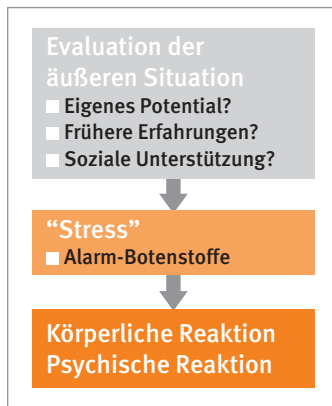 Evaluation der
äußeren Situation
Eigenes Potential?
Frühere Erfahrungen?
Soziale Unterstützung?
“Stress”
Alarm-Botenstoffe
Körperliche Reaktion
Psychische Reaktion